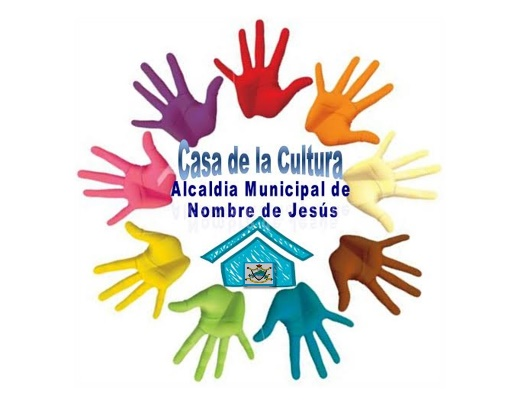 Casa de la Cultura
Alcaldia Municipal de
Nombre de Jesús